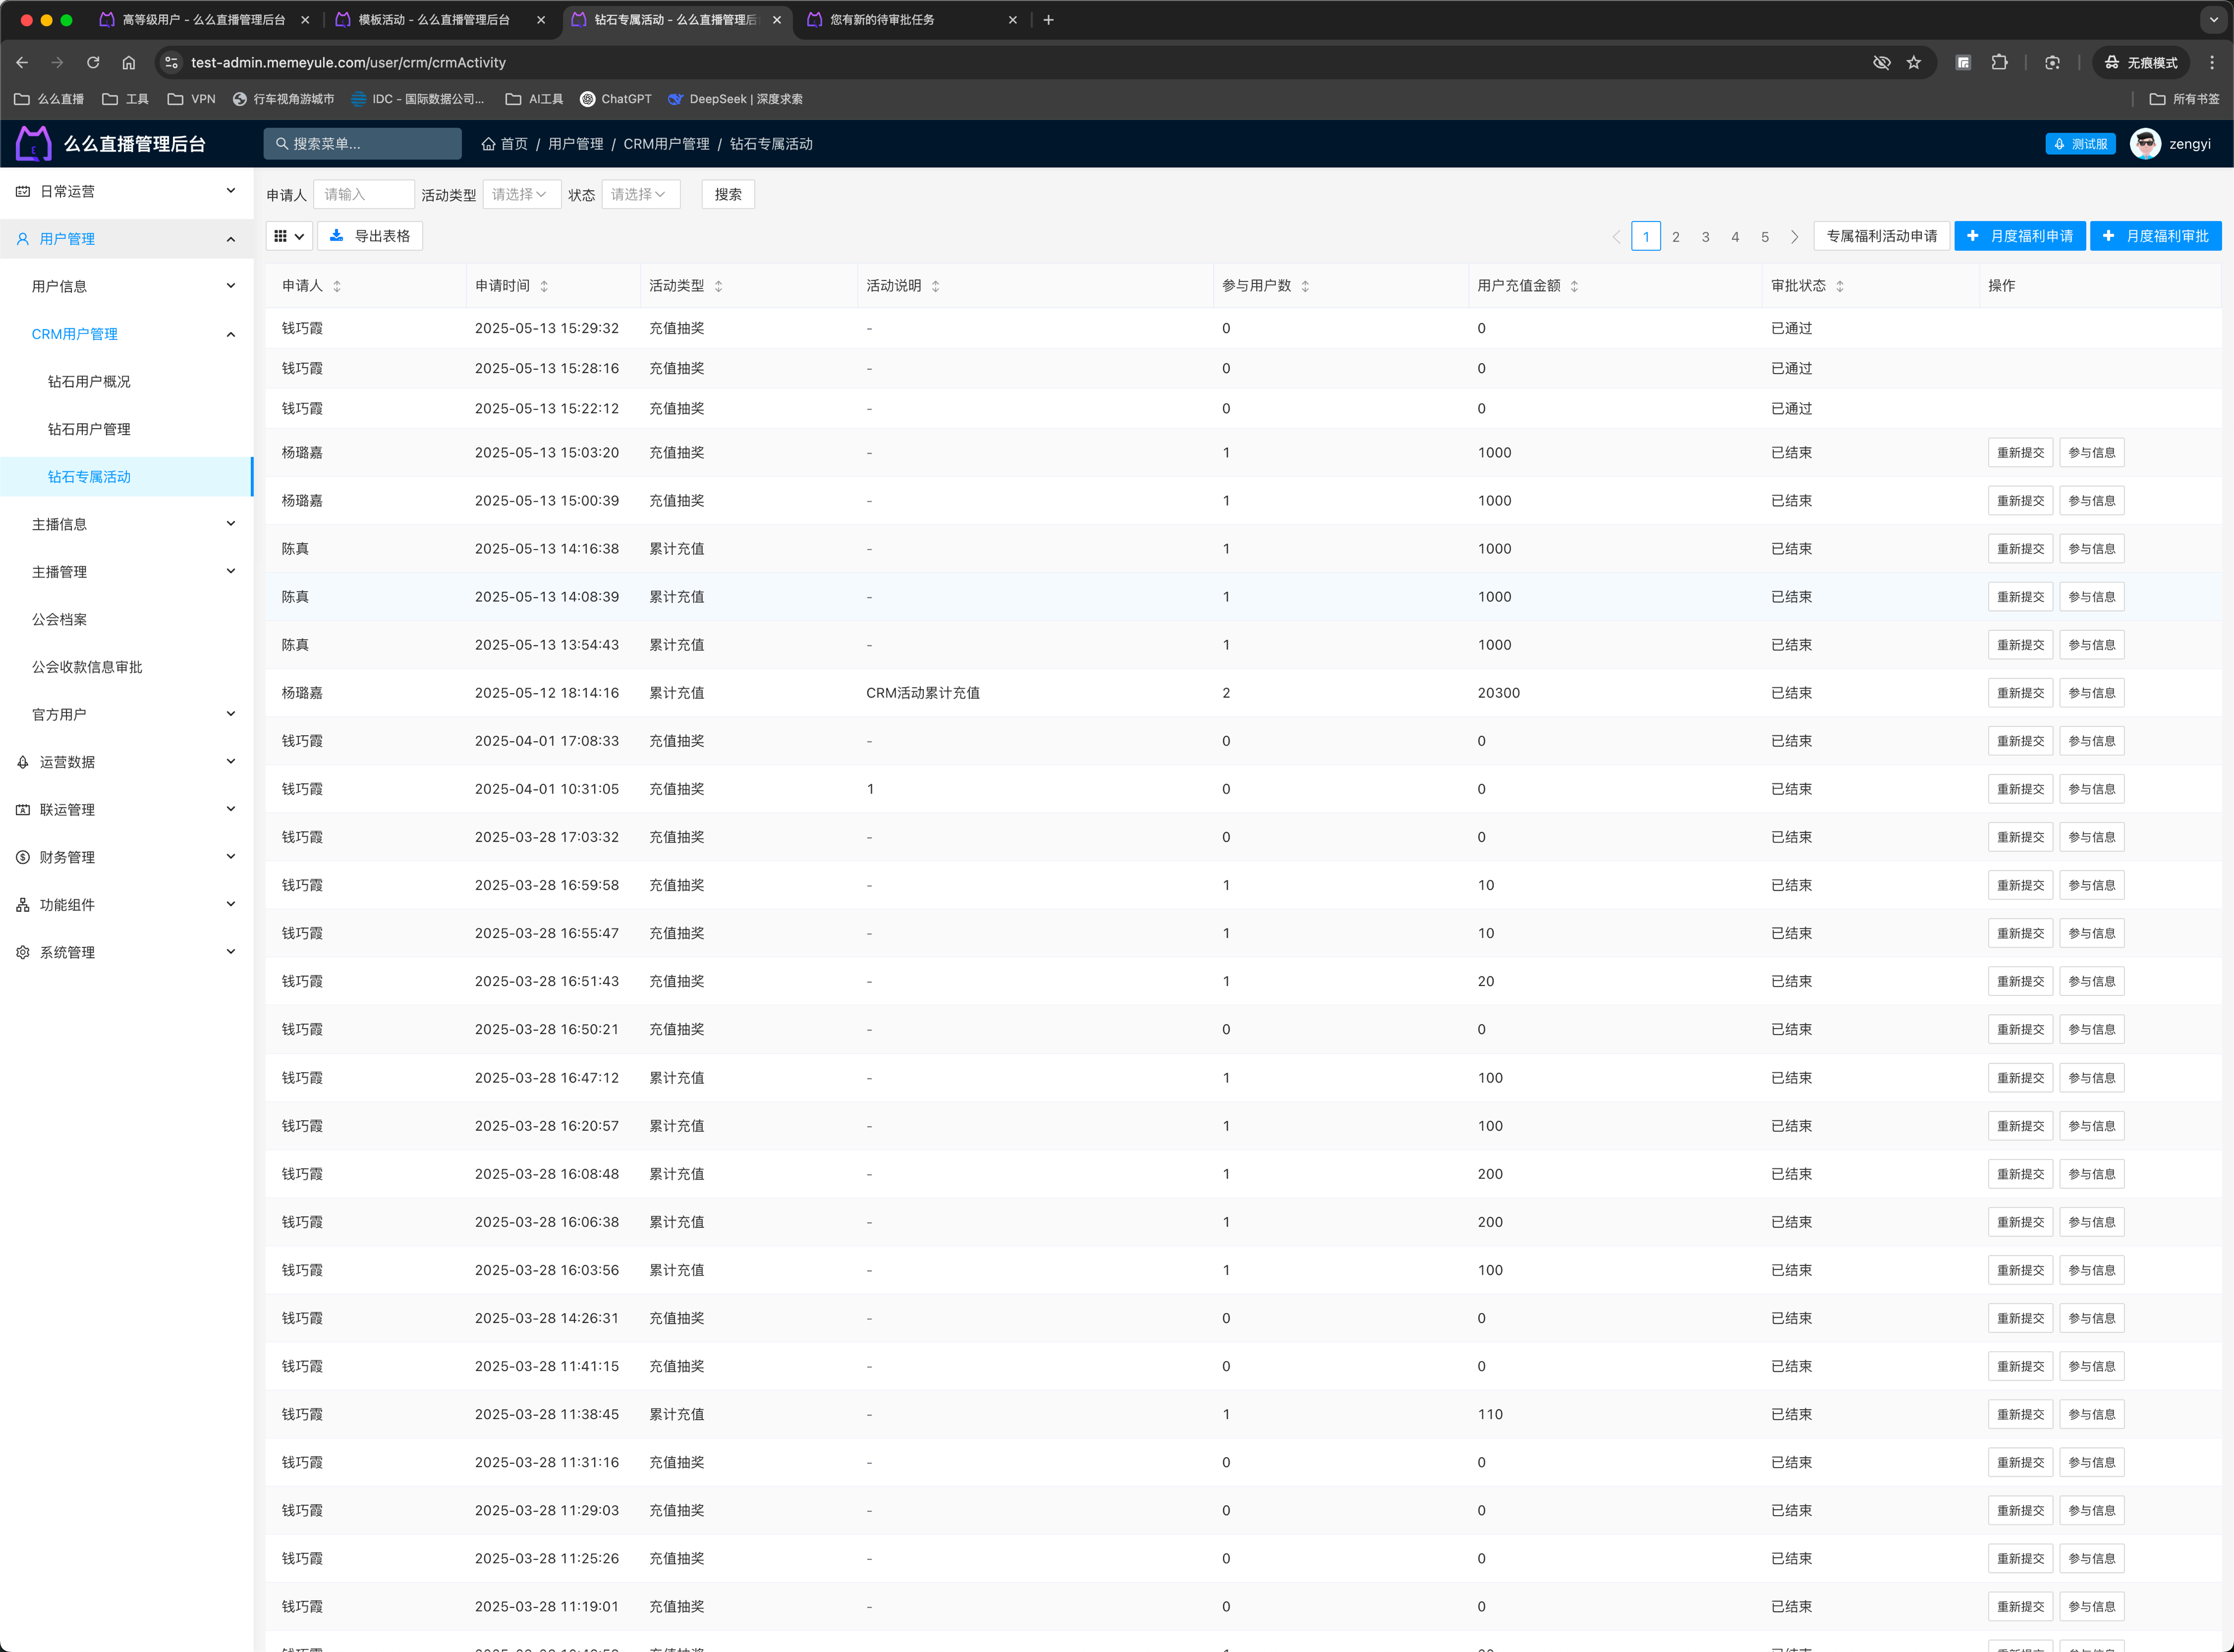 高等级用户 - 么么直播管理后台
模板活动 - 么么直播管理后台
钻石专属活动 - 么么直播管理后
您有新的待审批任务
test-admin.memeyule.com/user/crm/crmActivity
无痕模式
么么直播 工具 VPN 行车视角游城市 IDC - 国际数据公司... AI工具 ChatGPT DeepSeek | 深度求索 所有书签
么么直播管理后台
搜索菜单...
首页 / 用户管理 / CRM用户管理 / 钻石专属活动
测试服
zengyi
日常运营
用户管理
用户信息
CRM用户管理
钻石用户概况
钻石用户管理
钻石专属活动
主播信息
主播管理
公会档案
公会收款信息审批
官方用户
运营数据
联运管理
财务管理
功能组件
系统管理
申请人 请输入 活动类型 请选择 状态 请选择 搜索
导出表格
1 2 3 4 5
专属福利活动申请
月度福利申请
月度福利审批
申请人 申请时间 活动类型 活动说明 参与用户数 用户充值金额 审批状态 操作
钱巧霞 2025-05-13 15:29:32 充值抽奖 - 0 0 已通过
钱巧霞 2025-05-13 15:28:16 充值抽奖 - 0 0 已通过
钱巧霞 2025-05-13 15:22:12 充值抽奖 - 0 0 已通过
杨璐嘉 2025-05-13 15:03:20 充值抽奖 - 1 1000 已结束 重新提交 参与信息
杨璐嘉 2025-05-13 15:00:39 充值抽奖 - 1 1000 已结束 重新提交 参与信息
陈真 2025-05-13 14:16:38 累计充值 - 1 1000 已结束 重新提交 参与信息
陈真 2025-05-13 14:08:39 累计充值 - 1 1000 已结束 重新提交 参与信息
陈真 2025-05-13 13:54:43 累计充值 - 1 1000 已结束 重新提交 参与信息
杨璐嘉 2025-05-12 18:14:16 累计充值 CRM活动累计充值 2 20300 已结束 重新提交 参与信息
钱巧霞 2025-04-01 17:08:33 充值抽奖 - 0 0 已结束 重新提交 参与信息
钱巧霞 2025-04-01 10:31:05 充值抽奖 1 0 0 已结束 重新提交 参与信息
钱巧霞 2025-03-28 17:03:32 充值抽奖 - 0 0 已结束 重新提交 参与信息
钱巧霞 2025-03-28 16:59:58 充值抽奖 - 1 10 已结束 重新提交 参与信息
钱巧霞 2025-03-28 16:55:47 充值抽奖 - 1 10 已结束 重新提交 参与信息
钱巧霞 2025-03-28 16:51:43 充值抽奖 - 1 20 已结束 重新提交 参与信息
钱巧霞 2025-03-28 16:50:21 充值抽奖 - 0 0 已结束 重新提交 参与信息
钱巧霞 2025-03-28 16:47:12 累计充值 - 1 100 已结束 重新提交 参与信息
钱巧霞 2025-03-28 16:20:57 累计充值 - 1 100 已结束 重新提交 参与信息
钱巧霞 2025-03-28 16:08:48 累计充值 - 1 200 已结束 重新提交 参与信息
钱巧霞 2025-03-28 16:06:38 累计充值 - 1 200 已结束 重新提交 参与信息
钱巧霞 2025-03-28 16:03:56 累计充值 - 1 100 已结束 重新提交 参与信息
钱巧霞 2025-03-28 14:26:31 充值抽奖 - 0 0 已结束 重新提交 参与信息
钱巧霞 2025-03-28 11:41:15 充值抽奖 - 0 0 已结束 重新提交 参与信息
钱巧霞 2025-03-28 11:38:45 累计充值 - 1 110 已结束 重新提交 参与信息
钱巧霞 2025-03-28 11:31:16 充值抽奖 - 0 0 已结束 重新提交 参与信息
钱巧霞 2025-03-28 11:29:03 充值抽奖 - 0 0 已结束 重新提交 参与信息
钱巧霞 2025-03-28 11:25:26 充值抽奖 - 0 0 已结束 重新提交 参与信息
钱巧霞 2025-03-28 11:19:01 充值抽奖 - 0 0 已结束 重新提交 参与信息